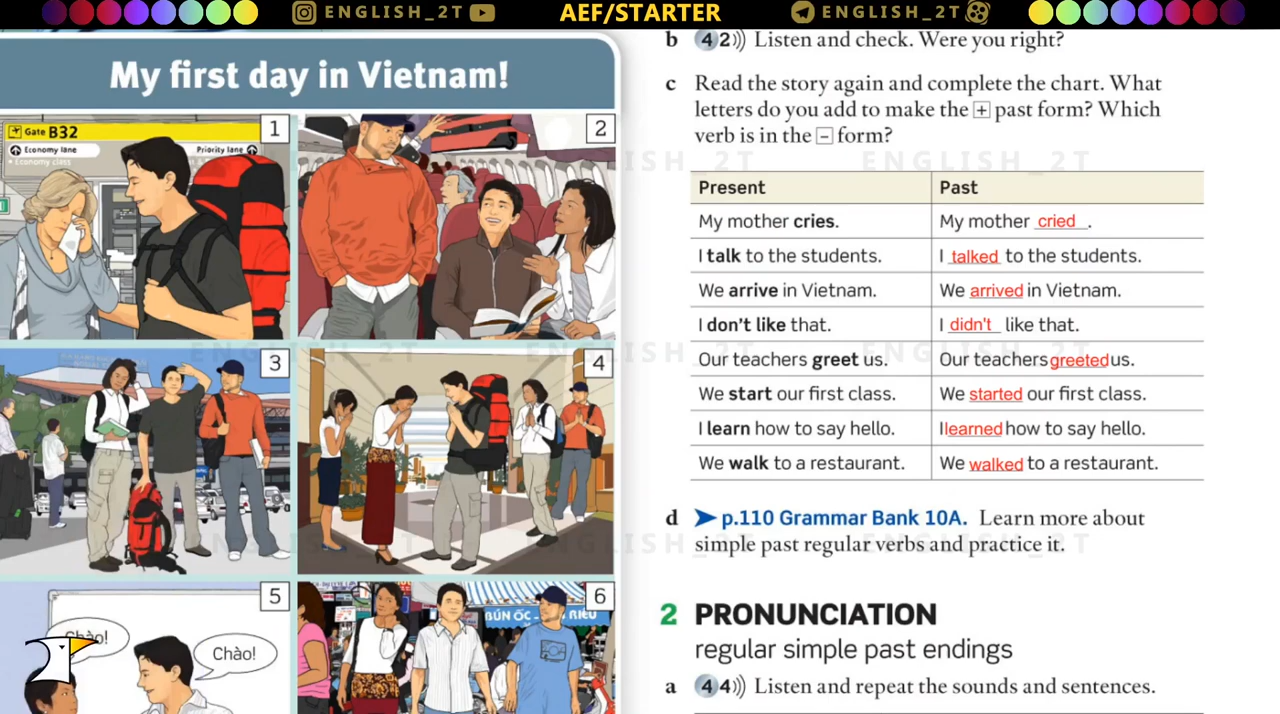 ENGLISH_2T
AEF/STARTER
ENGLISH_2T
My first day in Vietnam!
Gate B32
Economy lane
Priority lane
Economy class
1
2
3
4
5
Chào!
Chào!
6
BÚN ỐC
RIÊU
b 4 2 Listen and check. Were you right?
c Read the story again and complete the chart. What
letters do you add to make the + past form? Which
verb is in the – form?
ENGLISH_2T
ENGLISH_2T
Present Past
My mother cries. My mother cried .
I talk to the students. I talked to the students.
We arrive in Vietnam. We arrived in Vietnam.
I don't like that. I didn't like that.
Our teachers greet us. Our teachers greeted us.
We start our first class. We started our first class.
I learn how to say hello. I learned how to say hello.
We walk to a restaurant. We walked to a restaurant.
d p.110 Grammar Bank 10A. Learn more about
simple past regular verbs and practice it.
2 PRONUNCIATION
regular simple past endings
a 4 4 Listen and repeat the sounds and sentences.